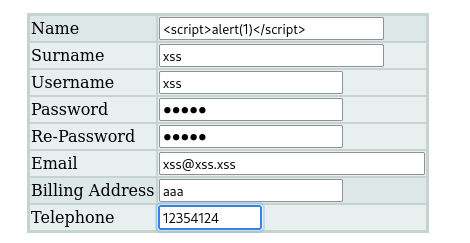 Name <script>alert(1)</script>
Surname xss
Username xss
Password ●●●●●
Re-Password ●●●●●
Email xss@xss.xss
Billing Address aaa
Telephone 12354124